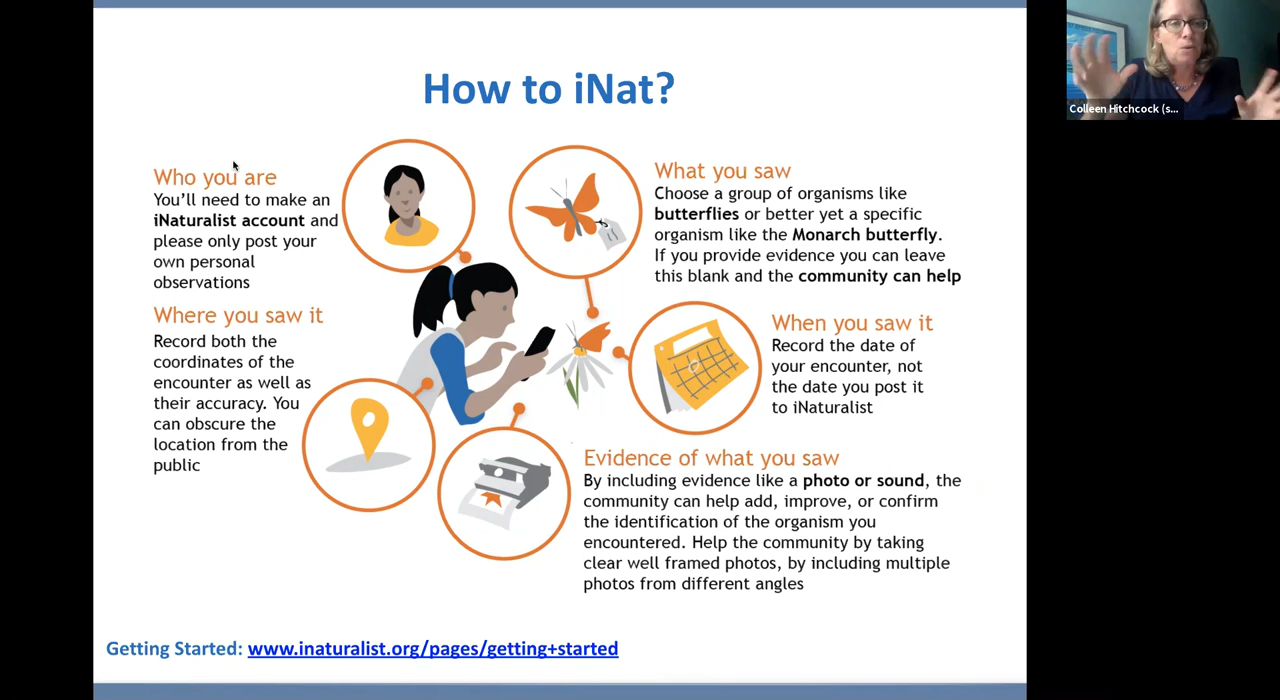 How to iNat?
Who you are
You'll need to make an
iNaturalist account and
please only post your
own personal
observations
Where you saw it
Record both the
coordinates of the
encounter as well as
their accuracy. You
can obscure the
location from the
public
What you saw
Choose a group of organisms like
butterflies or better yet a specific
organism like the Monarch butterfly.
If you provide evidence you can leave
this blank and the community can help
When you saw it
Record the date of
your encounter, not
the date you post it
to iNaturalist
Evidence of what you saw
By including evidence like a photo or sound, the
community can help add, improve, or confirm
the identification of the organism you
encountered. Help the community by taking
clear well framed photos, by including multiple
photos from different angles
Getting Started: www.inaturalist.org/pages/getting+started
Colleen Hitchcock (s...